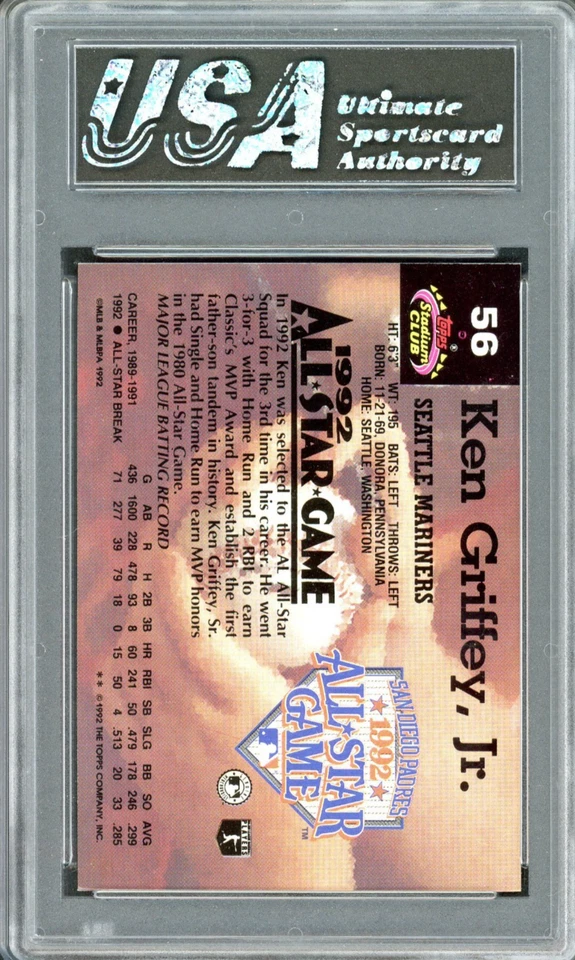 USA
Ultimate
Sportscard
Authority
56
Ken Griffey, Jr.
Topps
Stadium
CLUB
®
SEATTLE MARINERS
HT: 6'3" WT: 195 BATS: LEFT THROWS: LEFT
BORN: 11-21-69, DONORA, PENNSYLVANIA
HOME: SEATTLE, WASHINGTON
1992
ALL★STAR★GAME
In 1992 Ken was selected to the AL All-Star
Squad for the 3rd time in his career. He went
3-for-3 with Home Run and 2 RBI to earn
Classic's MVP Award and establish the first
father-son tandem in history. Ken Griffey, Sr.
had Single and Home Run to earn MVP honors
in the 1980 All-Star Game.
SAN DIEGO PADRES
★ 1992 ★
ALL★STAR
GAME
TM
PLAYERS
MAJOR LEAGUE BATTING RECORD
G AB R H 2B 3B HR RBI SB SLG BB SO AVG
CAREER, 1989-1991 436 1600 228 478 93 8 60 241 50 .479 178 246 .299
1992 ● ALL-STAR BREAK 71 277 39 79 18 0 15 50 4 .513 20 33 .285
©MLB & MLBPA 1992
** ©1992 THE TOPPS COMPANY, INC.